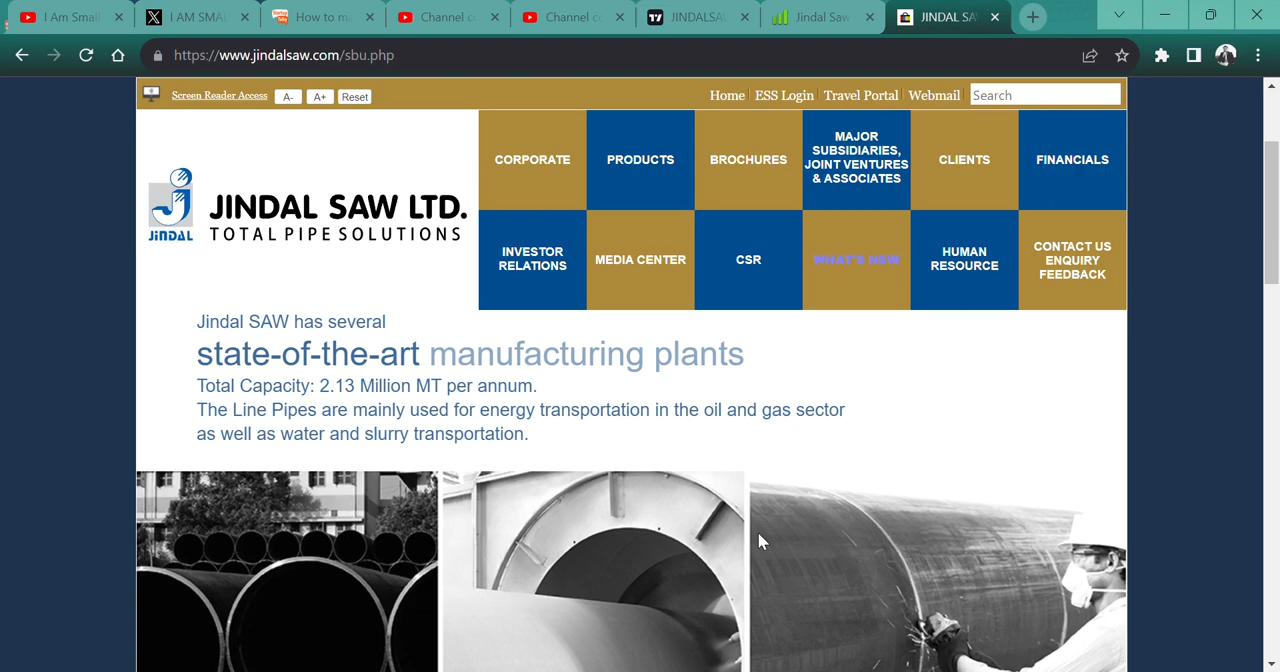 I Am Small
I AM SMAL
How to ma
Channel co
Channel co
JINDALSA
Jindal Saw
JINDAL SA
https://www.jindalsaw.com/sbu.php
Screen Reader Access A- A+ Reset
Home ESS Login Travel Portal Webmail Search
CORPORATE
PRODUCTS
BROCHURES
MAJOR
SUBSIDIARIES,
JOINT VENTURES
& ASSOCIATES
CLIENTS
FINANCIALS
JINDAL
JINDAL SAW LTD.
TOTAL PIPE SOLUTIONS
INVESTOR
RELATIONS
MEDIA CENTER
CSR
WHAT'S NEW
HUMAN
RESOURCE
CONTACT US
ENQUIRY
FEEDBACK
Jindal SAW has several
state-of-the-art manufacturing plants
Total Capacity: 2.13 Million MT per annum.
The Line Pipes are mainly used for energy transportation in the oil and gas sector
as well as water and slurry transportation.